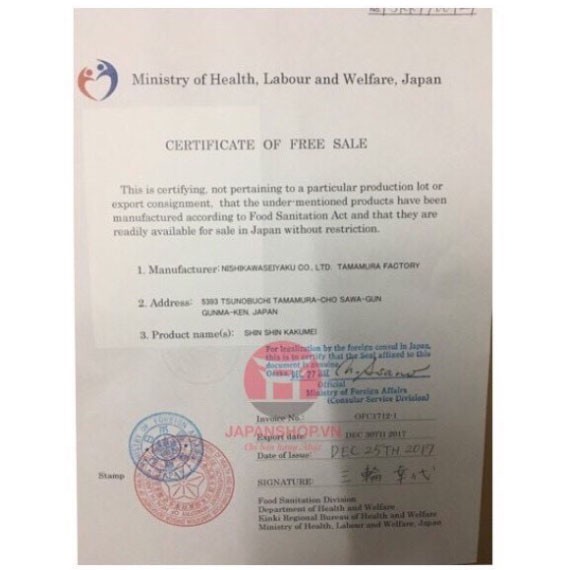 Ministry of Health, Labour and Welfare, Japan
CERTIFICATE OF FREE SALE
This is certifying, not pertaining to a particular production lot or
export consignment, that the under-mentioned products have been
manufactured according to Food Sanitation Act and that they are
readily available for sale in Japan without restriction.
1. Manufacturer: NISHIKAWASEIYAKU CO., LTD. TAMAMURA FACTORY
2. Address: 5393 TSUNOBUCHI TAMAMURA-CHO SAWA-GUN
GUNMA-KEN, JAPAN
3. Product name(s): SHIN SHIN KAKUMEI
For legalization by the foreign consul in Japan,
this is to certify that the Seal affixed to this
document is genuine.
Official
Ministry of Foreign Affairs
(Consular Service Division)
Invoice No.: OFC1712-1
JAPANSHOP.VN
Export date: DEC 30TH 2017
Date of Issue: DEC 25TH 2017
Stamp
SIGNATURE: 三輪幸代
Food Sanitation Division
Department of Health and Welfare
Kinki Regional Bureau of Health and Welfare
Ministry of Health, Labour and Welfare, Japan